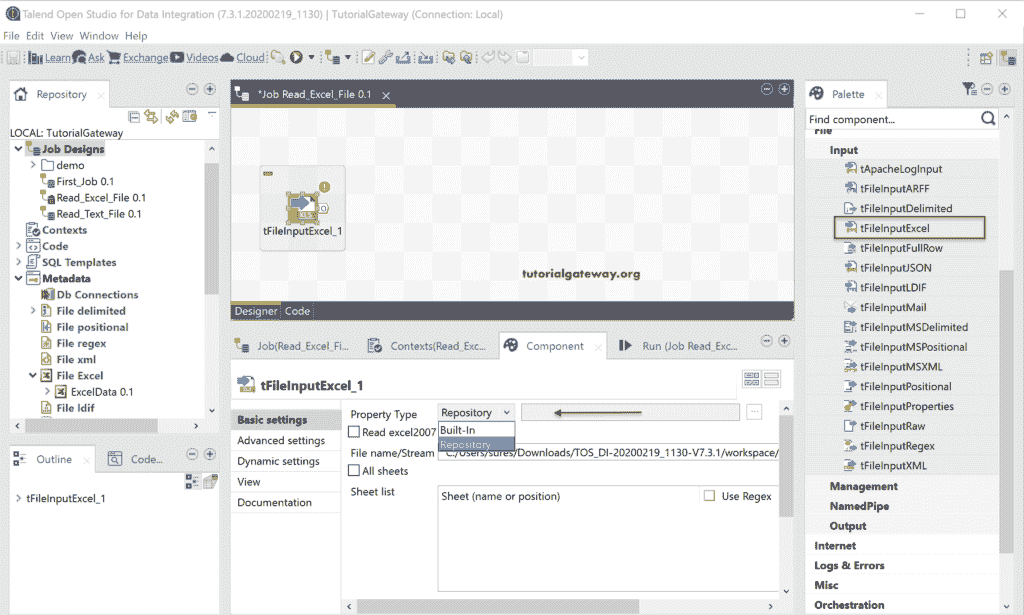 Talend Open Studio for Data Integration (7.3.1.20200219_1130) | TutorialGateway (Connection: Local)
File Edit View Window Help
Learn Ask Exchange Videos Cloud
Repository
LOCAL: TutorialGateway
Job Designs
demo
First_Job 0.1
Read_Excel_File 0.1
Read_Text_File 0.1
Contexts
Code
SQL Templates
Metadata
Db Connections
File delimited
File positional
File regex
File xml
File Excel
ExcelData 0.1
File ldif
Outline
Code...
tFileInputExcel_1
*Job Read_Excel_File 0.1
tFileInputExcel_1
tutorialgateway.org
Designer Code
Job(Read_Excel_Fi...
Contexts(Read_Exc...
Component
Run (Job Read_Exc...
tFileInputExcel_1
Basic settings
Advanced settings
Dynamic settings
View
Documentation
Property Type Repository
Built-In
Repository
Read excel2007
File name/Stream "C:/Users/sures/Downloads/TOS_DI-20200219_1130-V7.3.1/workspace/
All sheets
Sheet list
Sheet (name or position)
Use Regex
Palette
Find component...
File
Input
tApacheLogInput
tFileInputARFF
tFileInputDelimited
tFileInputExcel
tFileInputFullRow
tFileInputJSON
tFileInputLDIF
tFileInputMail
tFileInputMSDelimited
tFileInputMSPositional
tFileInputMSXML
tFileInputPositional
tFileInputProperties
tFileInputRaw
tFileInputRegex
tFileInputXML
Management
NamedPipe
Output
Internet
Logs & Errors
Misc
Orchestration